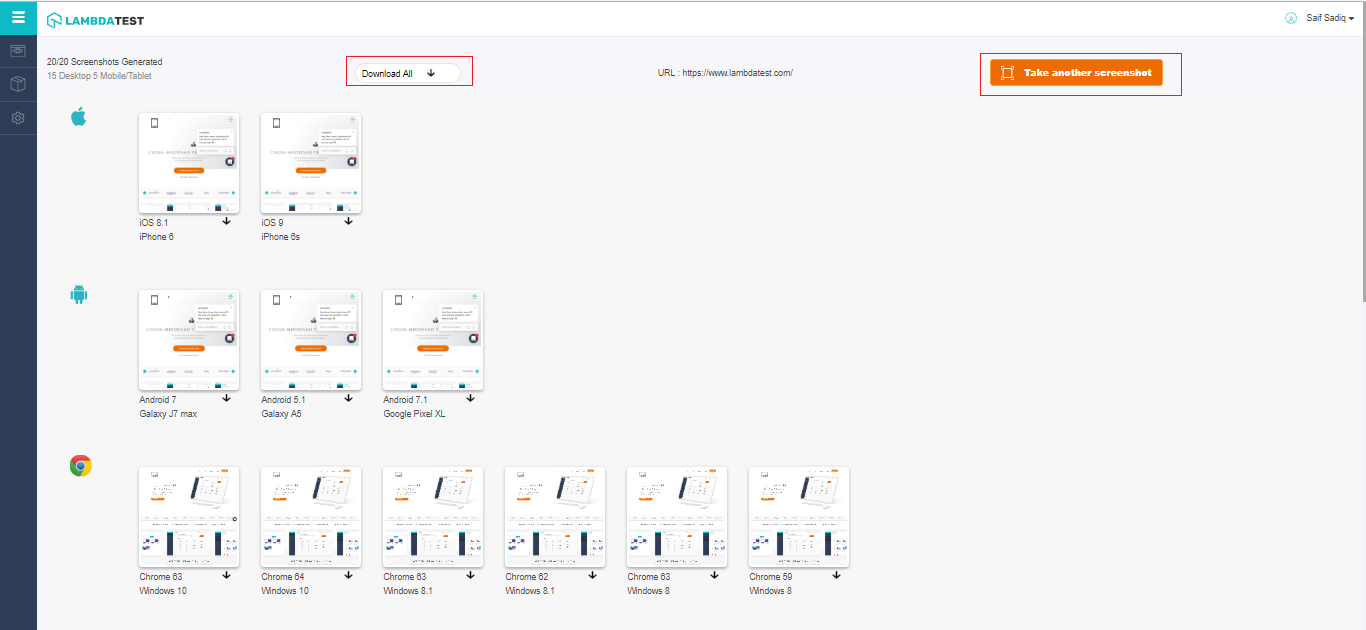 LAMBDATEST
Saif Sadiq
20/20 Screenshots Generated
15 Desktop 5 Mobile/Tablet
Download All
URL : https://www.lambdatest.com/
Take another screenshot
iOS 8.1
iPhone 6
iOS 9
iPhone 6s
Android 7
Galaxy J7 max
Android 5.1
Galaxy A5
Android 7.1
Google Pixel XL
Chrome 63
Windows 10
Chrome 64
Windows 10
Chrome 63
Windows 8.1
Chrome 62
Windows 8.1
Chrome 63
Windows 8
Chrome 59
Windows 8